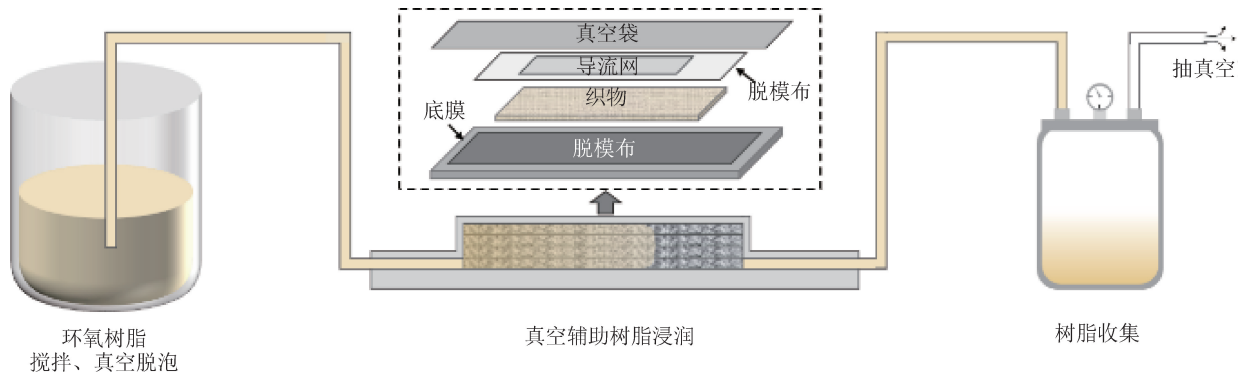 真空袋
导流网
脱模布
织物
底膜
脱模布
抽真空
环氧树脂
搅拌、真空脱泡
真空辅助树脂浸润
树脂收集